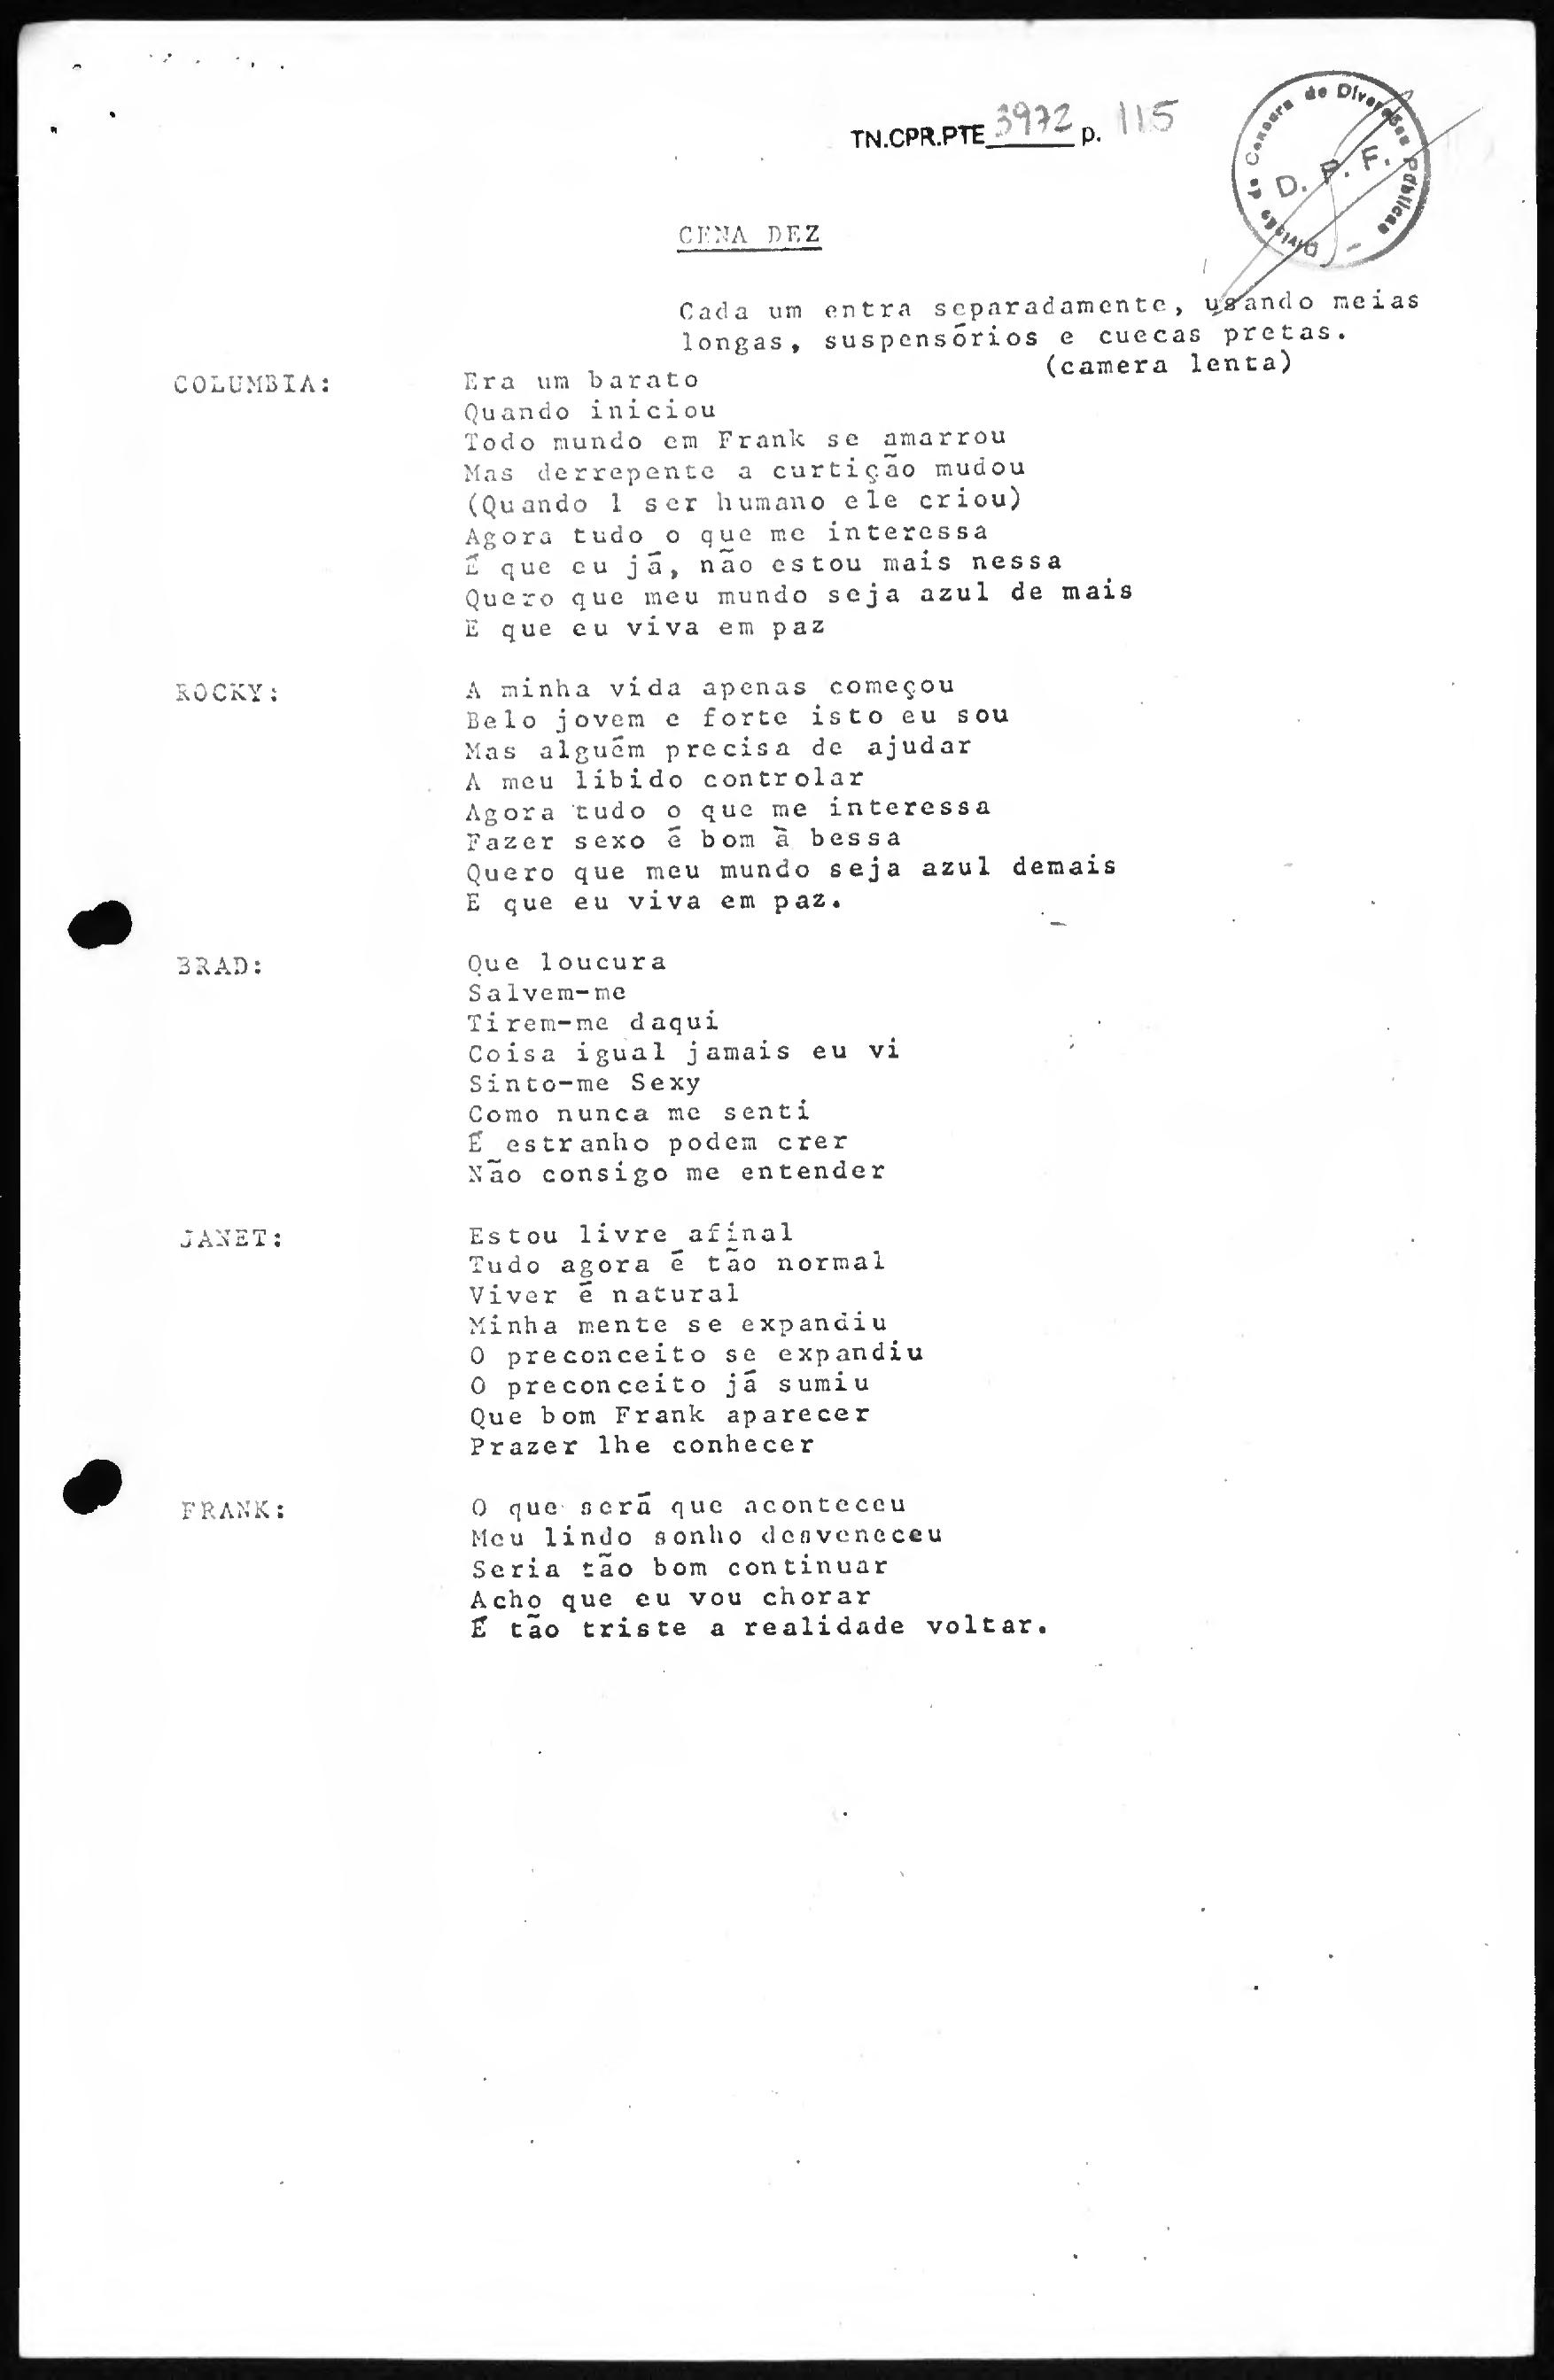 TN.CPR.PTE 3972 p. 115
Divisão de Censura de Diversões Públicas
D. P. F.
CENA DEZ
Cada um entra separadamente, usando meias
longas, suspensórios e cuecas pretas.
(camera lenta)
COLUMBIA: Era um barato
Quando iniciou
Todo mundo em Frank se amarrou
Mas derrepente a curtição mudou
(Quando 1 ser humano ele criou)
Agora tudo o que me interessa
É que eu já, não estou mais nessa
Quero que meu mundo seja azul de mais
E que eu viva em paz
ROCKY: A minha vida apenas começou
Belo jovem e forte isto eu sou
Mas alguém precisa de ajudar
A meu libido controlar
Agora tudo o que me interessa
Fazer sexo é bom à bessa
Quero que meu mundo seja azul demais
E que eu viva em paz.
BRAD: Que loucura
Salvem-me
Tirem-me daqui
Coisa igual jamais eu vi
Sinto-me Sexy
Como nunca me senti
É estranho podem crer
Não consigo me entender
JANET: Estou livre afinal
Tudo agora é tão normal
Viver é natural
Minha mente se expandiu
O preconceito se expandiu
O preconceito já sumiu
Que bom Frank aparecer
Prazer lhe conhecer
FRANK: O que será que aconteceu
Meu lindo sonho desveneceu
Seria tão bom continuar
Acho que eu vou chorar
É tão triste a realidade voltar.